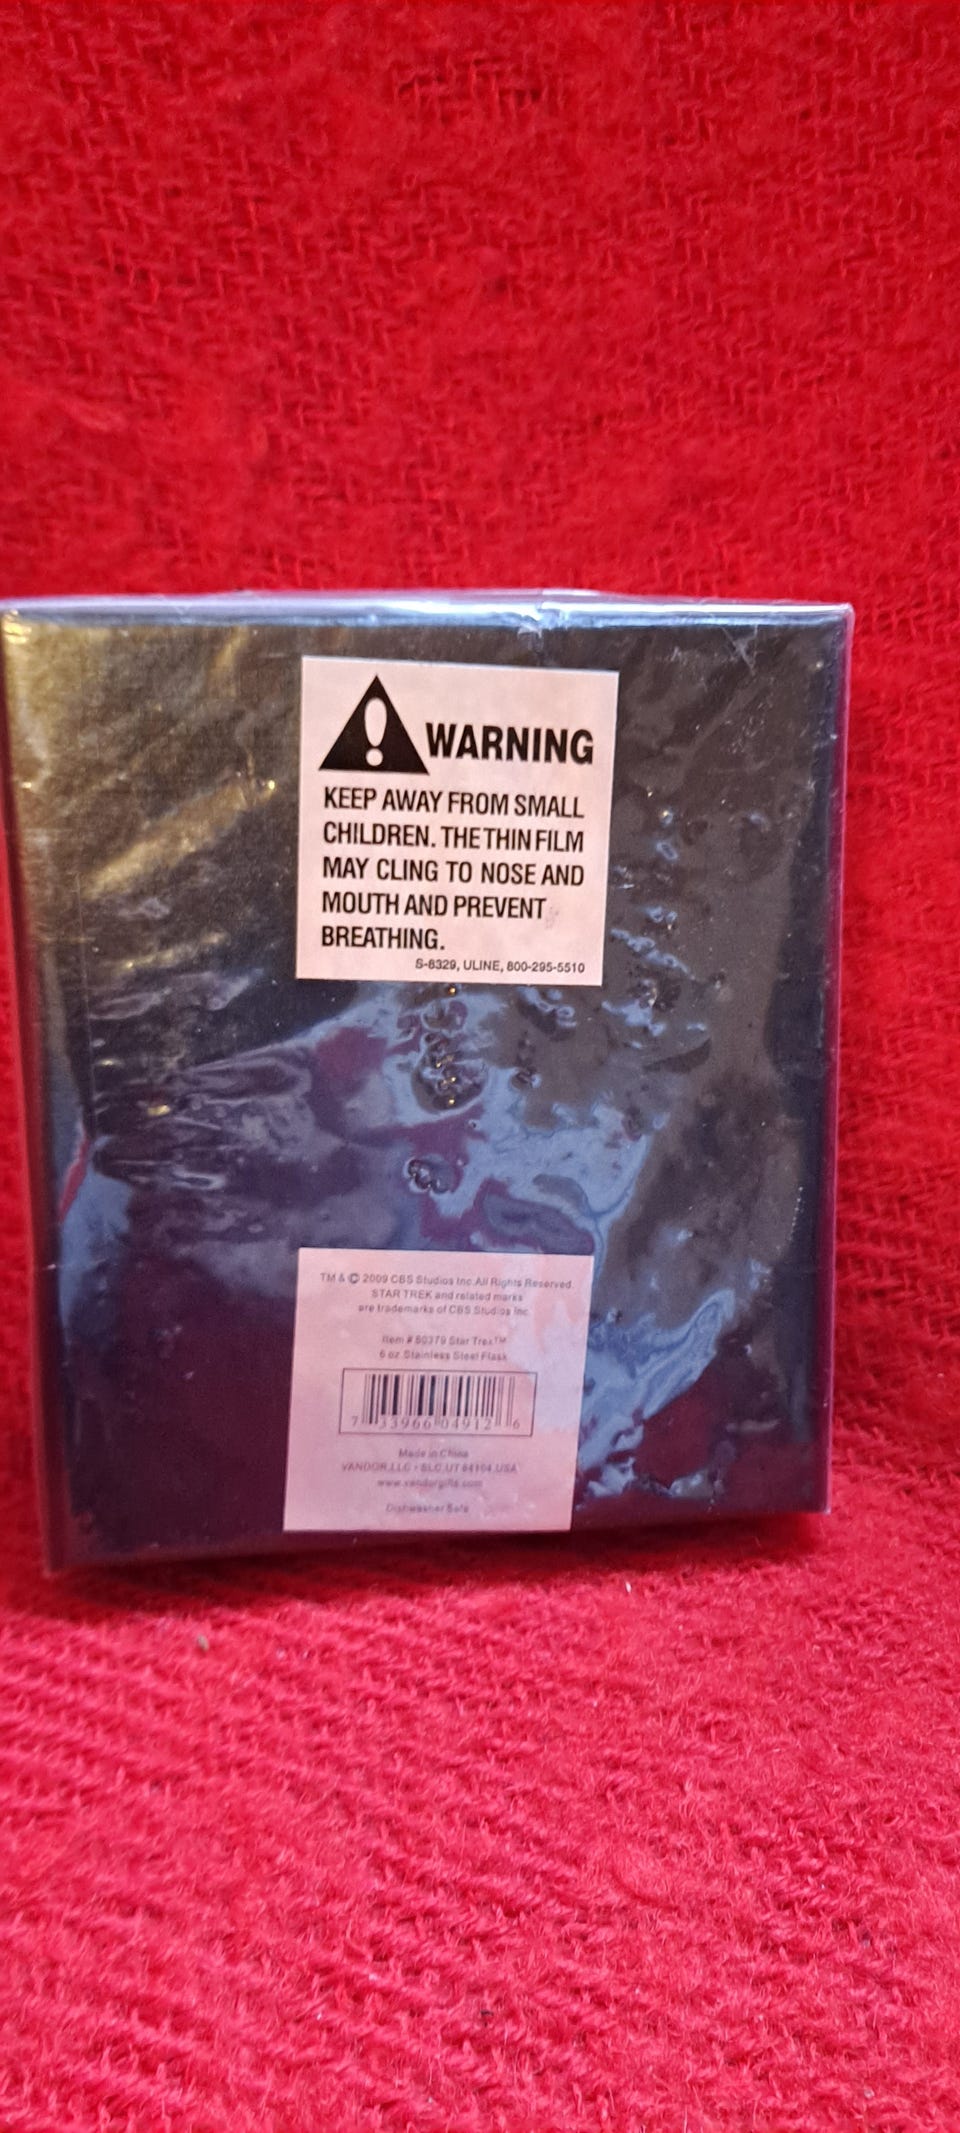 WARNING
KEEP AWAY FROM SMALL
CHILDREN. THE THIN FILM
MAY CLING TO NOSE AND
MOUTH AND PREVENT
BREATHING.
S-8329, ULINE, 800-295-5510
TM & © 2009 CBS Studios Inc. All Rights Reserved.
STAR TREK and related marks
are trademarks of CBS Studios Inc.
Item # 80379 Star Trek™
6 oz. Stainless Steel Flask
7 33966 04912 6
Made in China
VANDOR, LLC • SLC, UT 84104, USA
www.vandorgifts.com
Dishwasher Safe